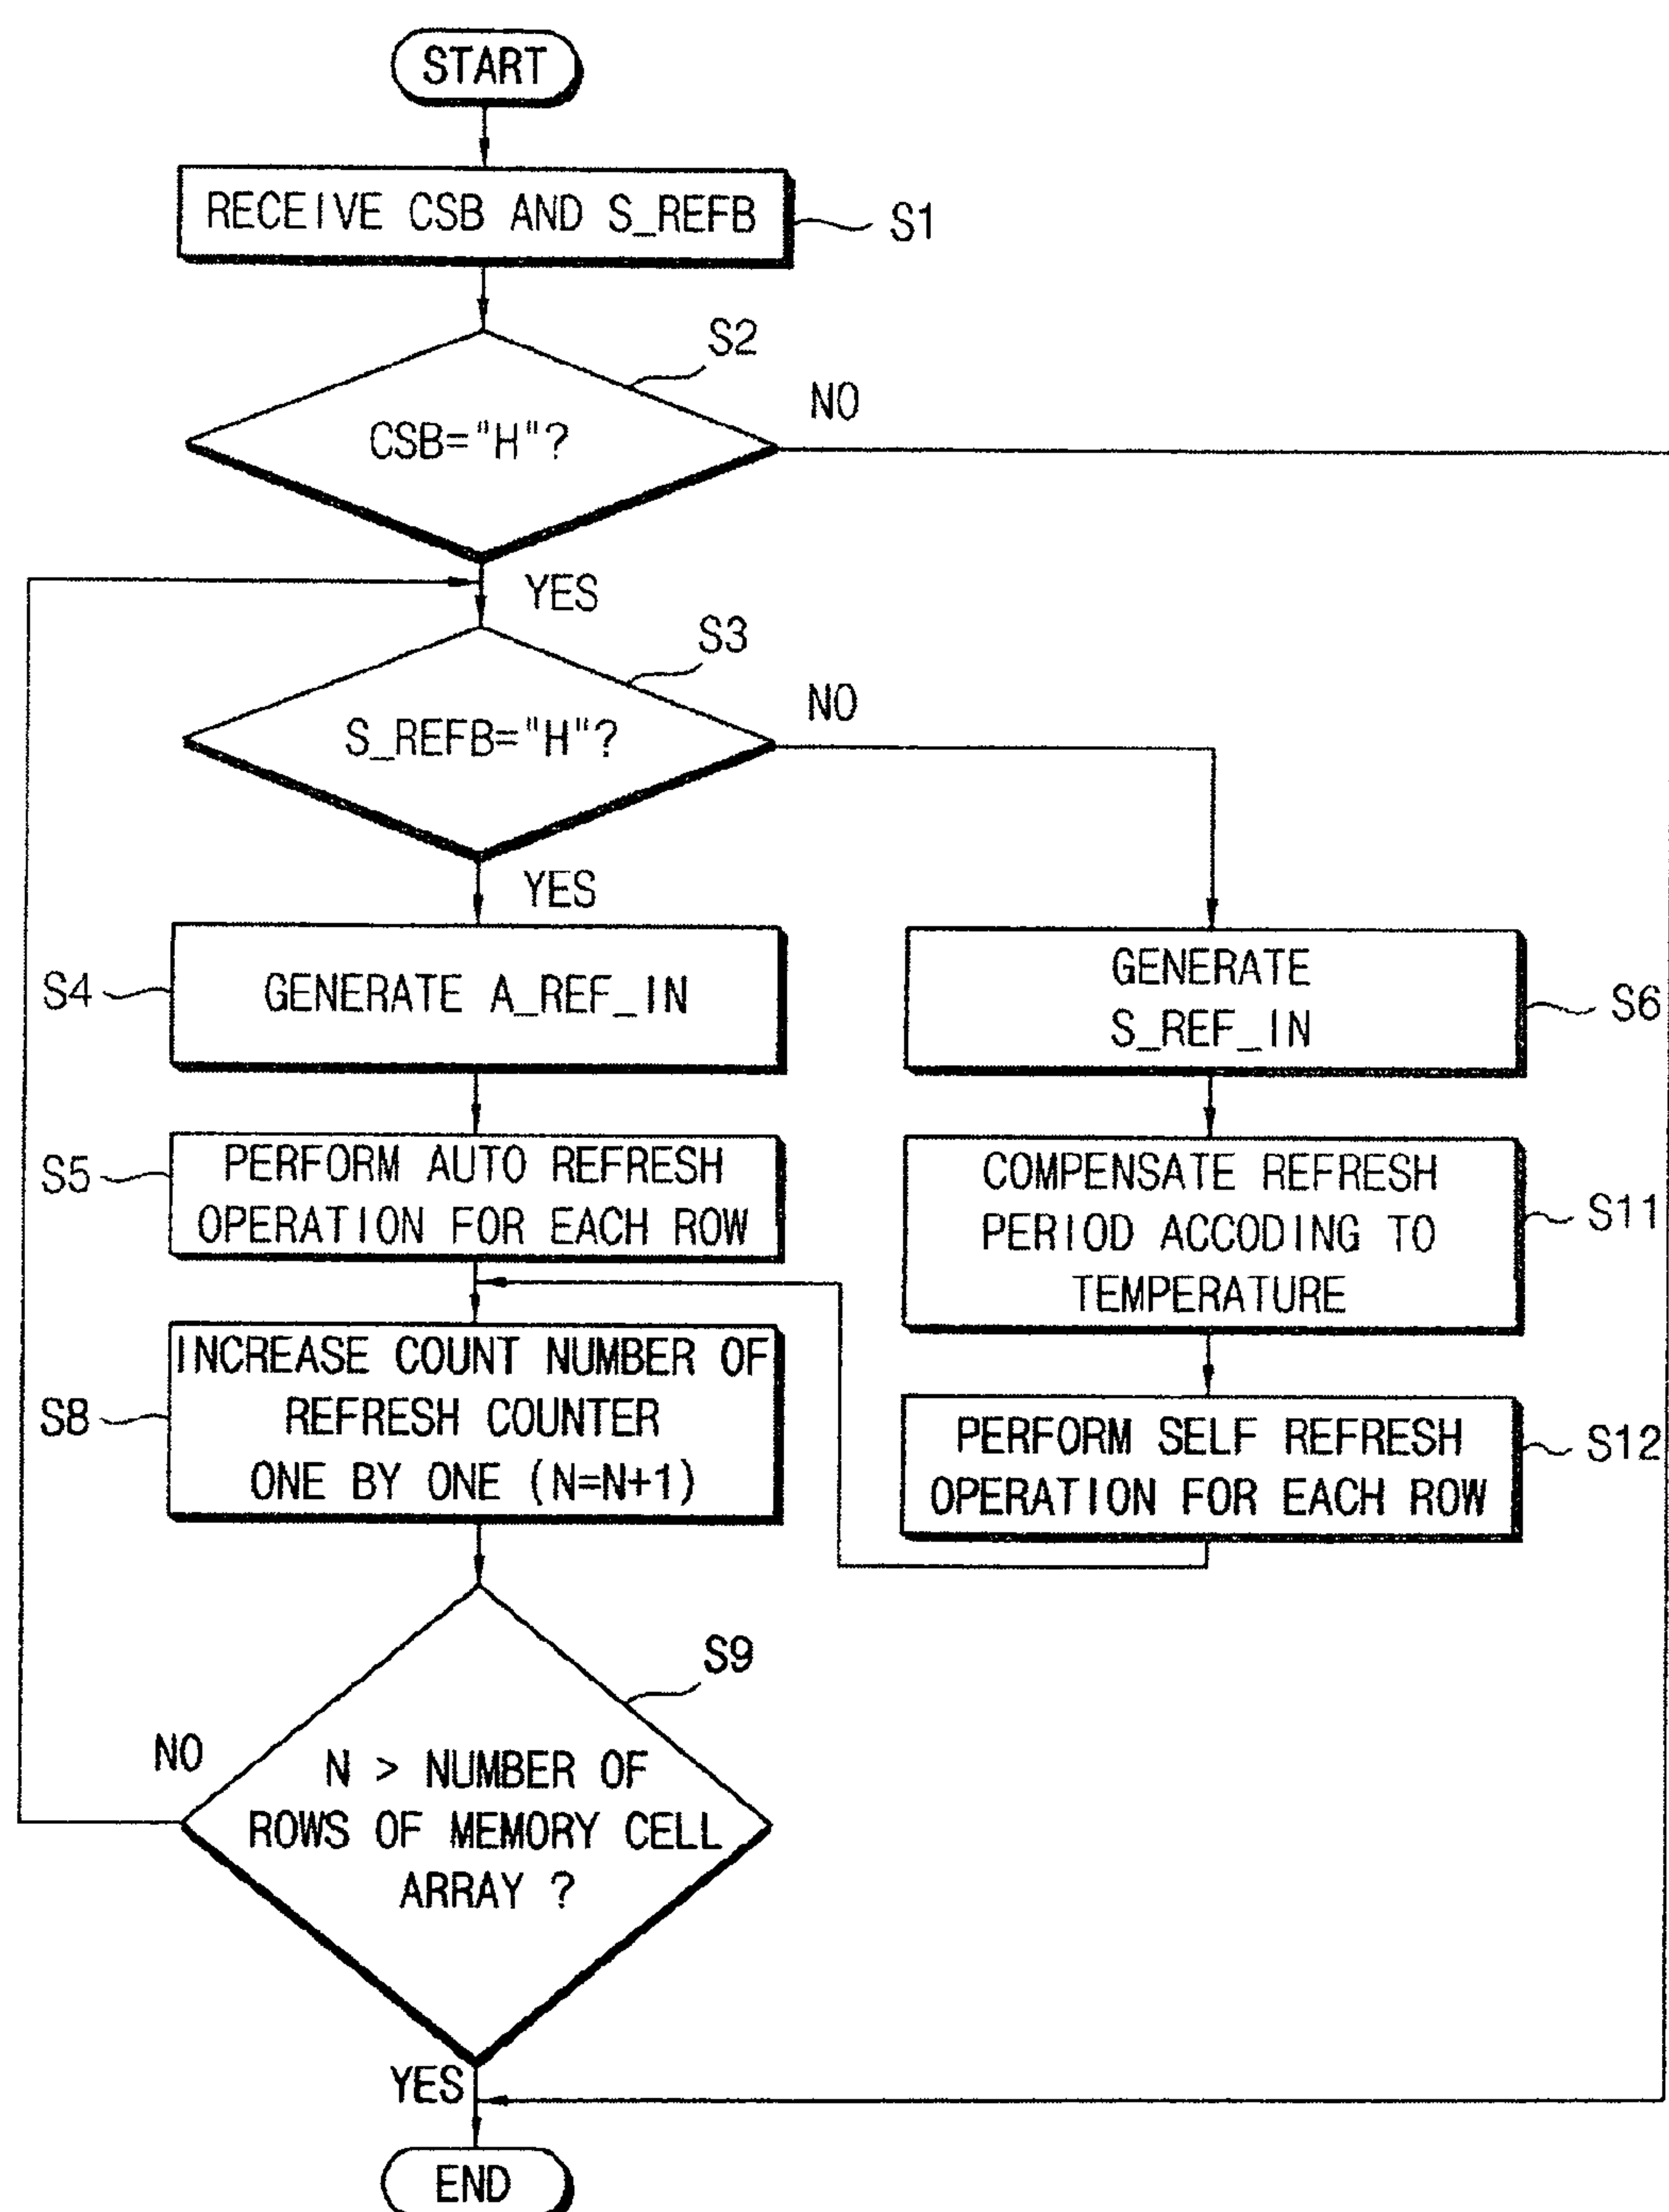 START
RECEIVE CSB AND S_REFB
S1
S2
CSB="H"?
NO
YES
S3
S_REFB="H"?
NO
YES
S4
GENERATE A_REF_IN
GENERATE
S_REF_IN
S6
S5
PERFORM AUTO REFRESH
OPERATION FOR EACH ROW
COMPENSATE REFRESH
PERIOD ACCODING TO
TEMPERATURE
S11
S8
INCREASE COUNT NUMBER OF
REFRESH COUNTER
ONE BY ONE (N=N+1)
PERFORM SELF REFRESH
OPERATION FOR EACH ROW
S12
S9
NO
N > NUMBER OF
ROWS OF MEMORY CELL
ARRAY ?
YES
END